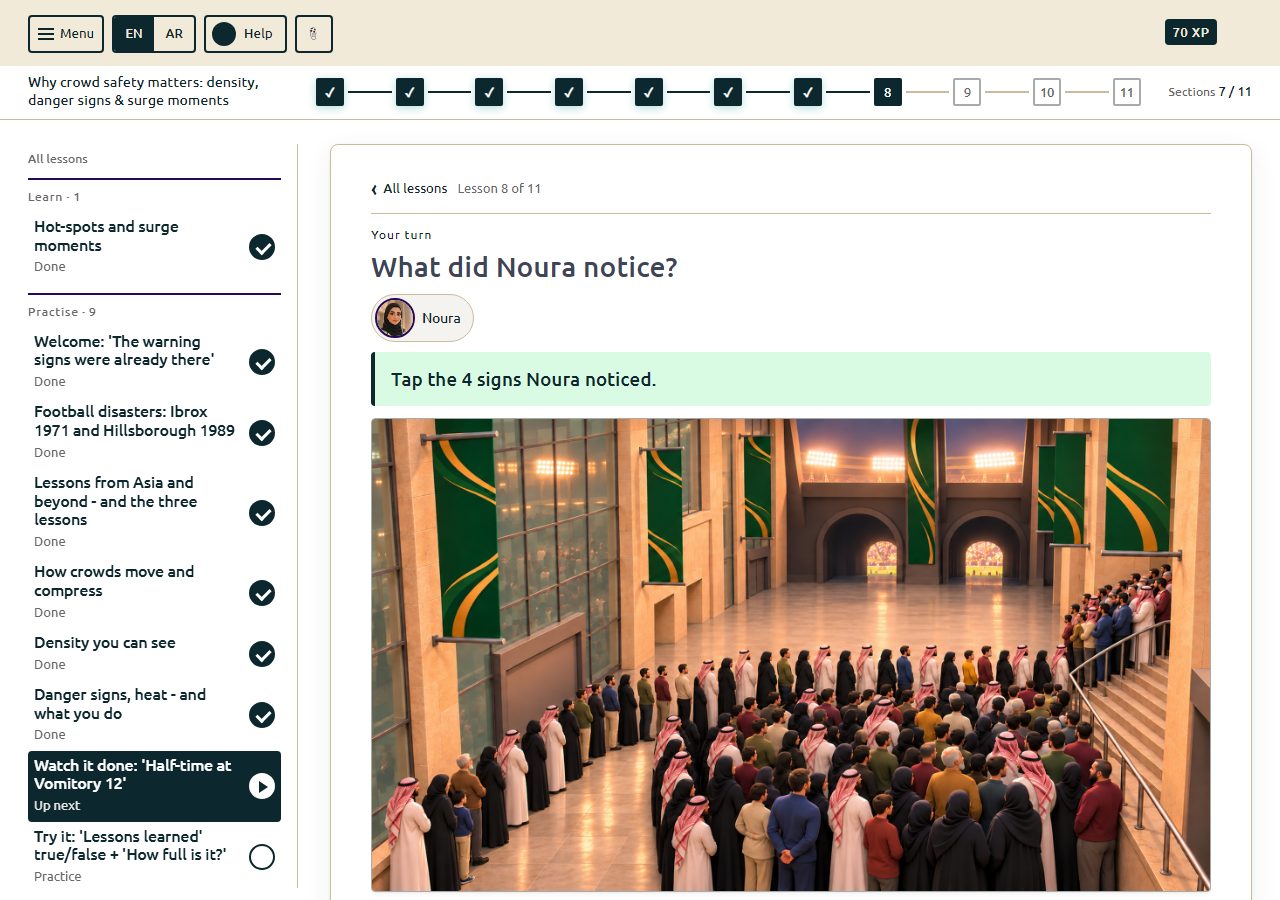 Menu
EN
AR
Help
70 XP
Why crowd safety matters: density,
danger signs & surge moments
8
9
10
11
Sections 7 / 11
All lessons
Learn · 1
Hot-spots and surge
moments
Done
Practise · 9
Welcome: 'The warning
signs were already there'
Done
Football disasters: Ibrox
1971 and Hillsborough 1989
Done
Lessons from Asia and
beyond - and the three
lessons
Done
How crowds move and
compress
Done
Density you can see
Done
Danger signs, heat - and
what you do
Done
Watch it done: 'Half-time at
Vomitory 12'
Up next
Try it: 'Lessons learned'
true/false + 'How full is it?'
Practice
‹ All lessons Lesson 8 of 11
Your turn
What did Noura notice?
Noura
Tap the 4 signs Noura noticed.